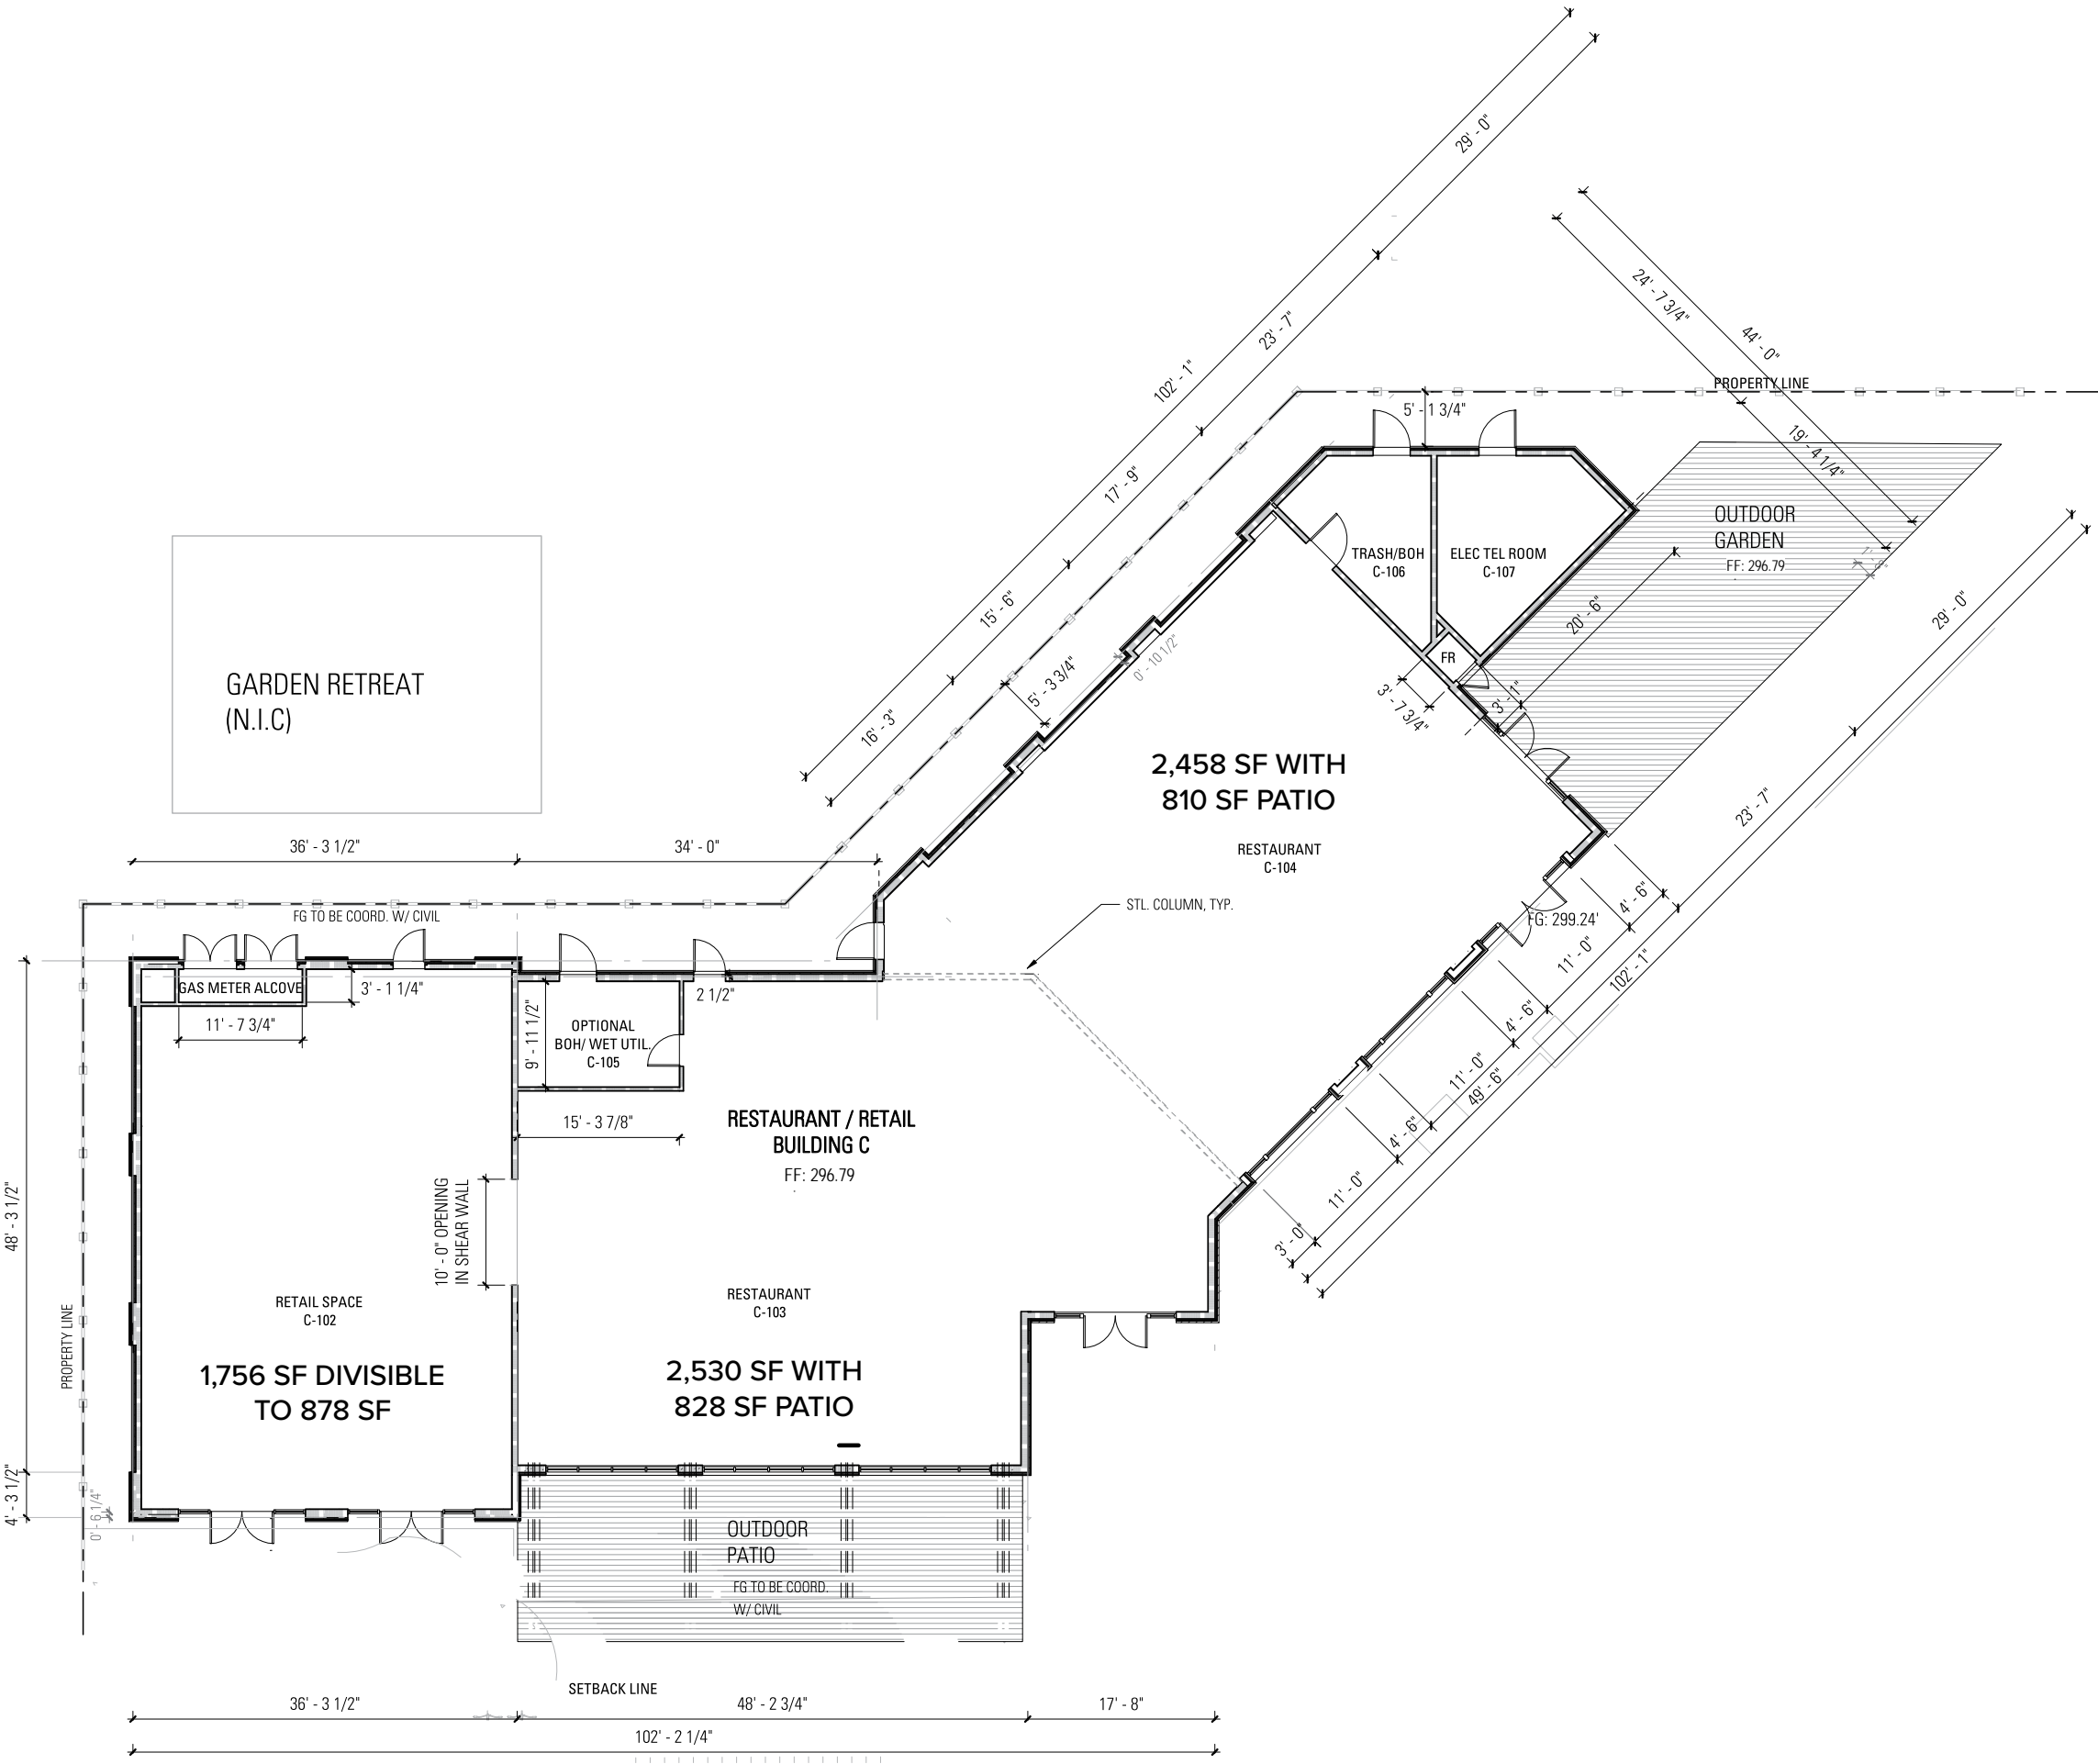 29' - 0"
24' - 7 3/4"
44' - 0"
23' - 7"
102' - 1"
PROPERTY LINE
5' - 1 3/4"
19' - 4 1/4"
17' - 9"
OUTDOOR
GARDEN
FF: 296.79
TRASH/BOH
C-106
ELEC TEL ROOM
C-107
15' - 6"
20' - 6"
29' - 0"
0' - 10 1/2"
FR
5' - 3 3/4"
3' - 7 3/4"
3' - 1"
GARDEN RETREAT
(N.I.C)
16' - 3"
2,458 SF WITH
810 SF PATIO
23' - 7"
36' - 3 1/2"
34' - 0"
RESTAURANT
C-104
STL. COLUMN, TYP.
4' - 6"
FG TO BE COORD. W/ CIVIL
FG: 299.24'
11' - 0"
102' - 1"
GAS METER ALCOVE
3' - 1 1/4"
2 1/2"
11' - 7 3/4"
9' - 11 1/2"
OPTIONAL
BOH/ WET UTIL.
C-105
4' - 6"
11' - 0"
49' - 6"
15' - 3 7/8"
RESTAURANT / RETAIL
BUILDING C
FF: 296.79
4' - 6"
11' - 0"
3' - 0"
48' - 3 1/2"
10' - 0" OPENING
IN SHEAR WALL
RETAIL SPACE
C-102
RESTAURANT
C-103
PROPERTY LINE
1,756 SF DIVISIBLE
TO 878 SF
2,530 SF WITH
828 SF PATIO
4' - 3 1/2"
0' - 6 1/4"
OUTDOOR
PATIO
FG TO BE COORD.
W/ CIVIL
SETBACK LINE
36' - 3 1/2"
48' - 2 3/4"
17' - 8"
102' - 2 1/4"